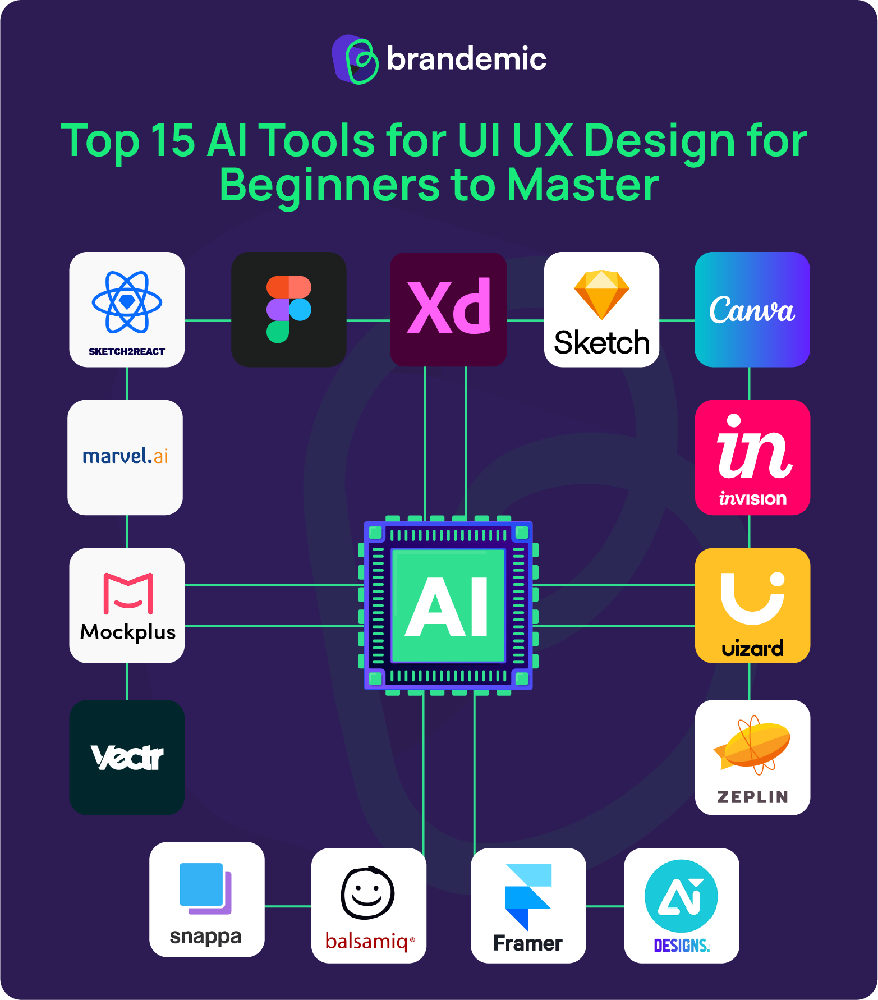 brandemic
Top 15 AI Tools for UI UX Design for
Beginners to Master
SKETCH2REACT
Xd
Sketch
Canva
marvel.ai
in
invision
AI
Mockplus
uizard
Vectr
ZEPLIN
snappa
balsamiq®
Framer
Ai
DESIGNS.